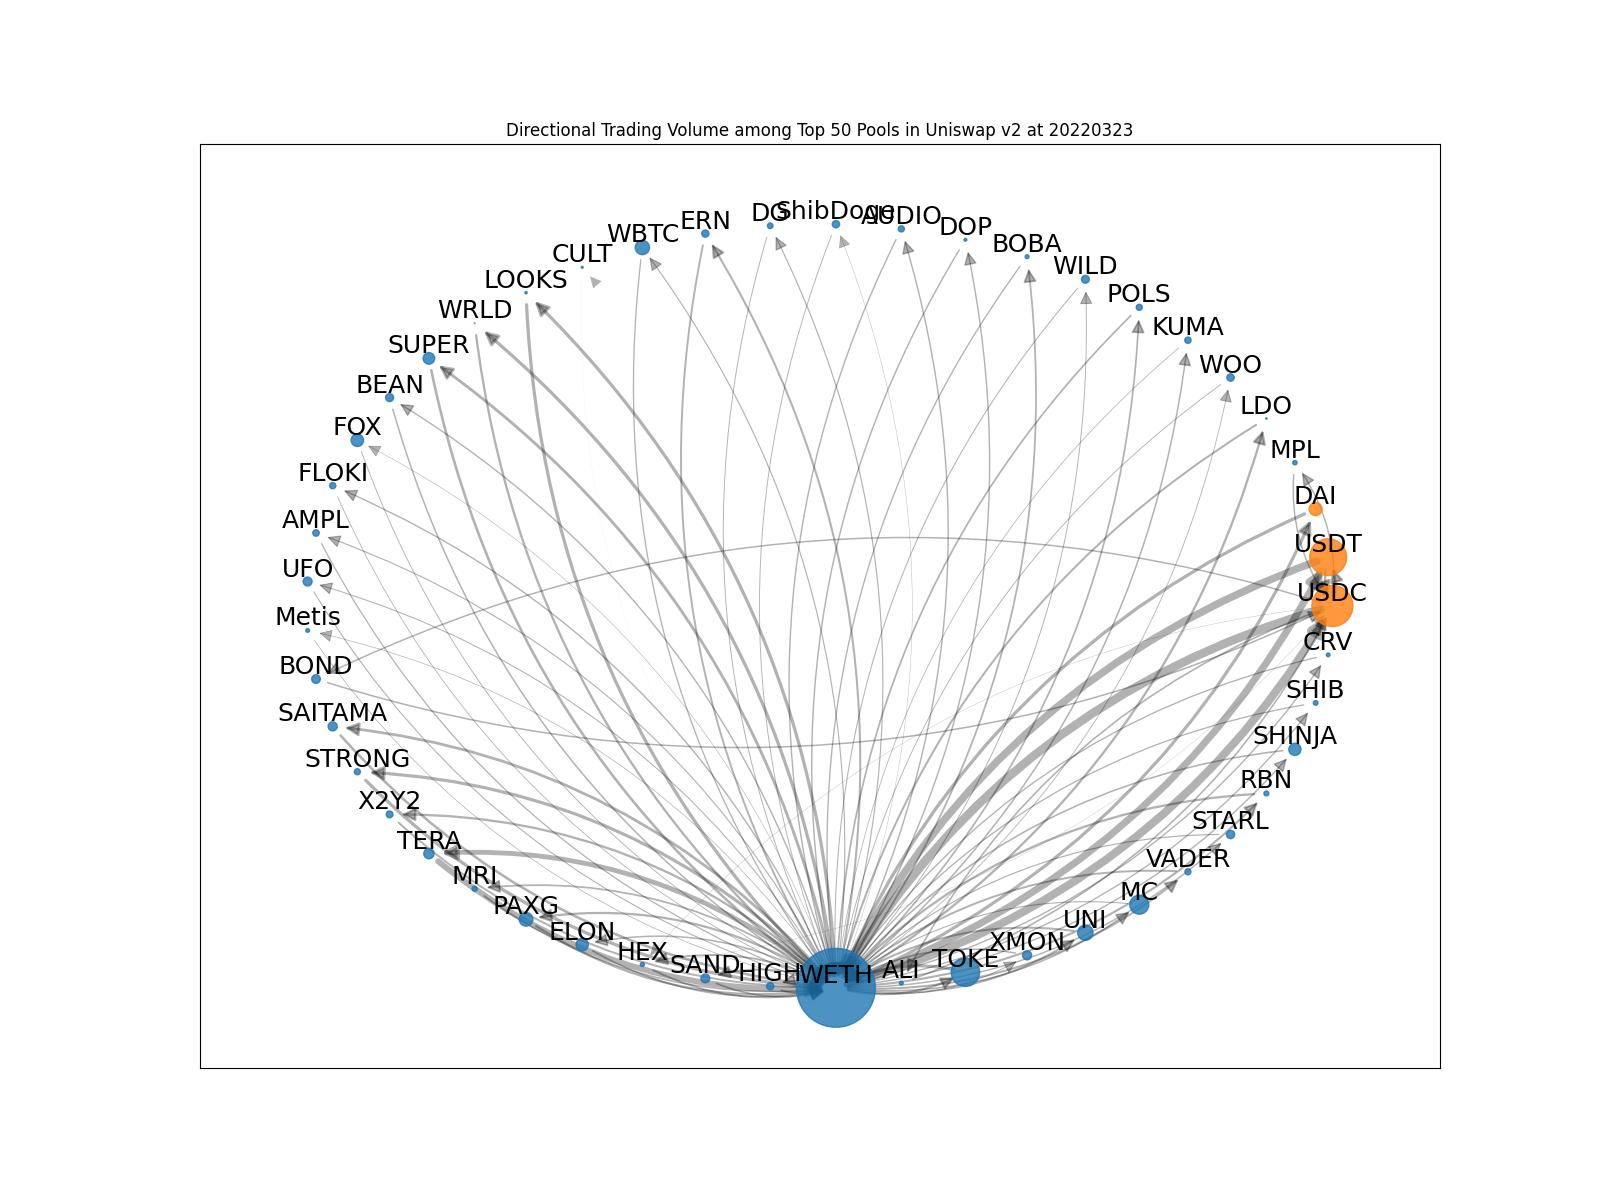 Directional Trading Volume among Top 50 Pools in Uniswap v2 at 20220323
ShibDoge
DG
AUDIO
ERN
DOP
WBTC
BOBA
CULT
WILD
LOOKS
POLS
WRLD
KUMA
SUPER
WOO
BEAN
LDO
FOX
MPL
FLOKI
DAI
AMPL
USDT
UFO
USDC
Metis
CRV
BOND
SHIB
SAITAMA
SHINJA
STRONG
RBN
X2Y2
STARL
TERA
VADER
MRI
MC
PAXG
UNI
ELON
XMON
HEX
TOKE
SAND
HIGH
WETH
ALI